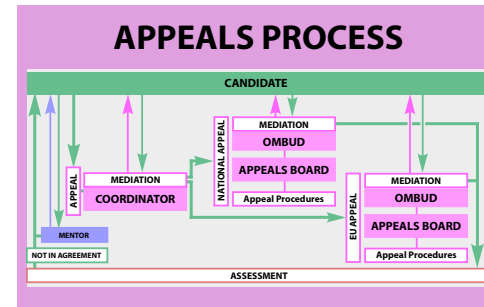 APPEALS PROCESS
CANDIDATE
APPEAL
MEDIATION
COORDINATOR
NATIONAL APPEAL
MEDIATION
OMBUD
APPEALS BOARD
Appeal Procedures
EU APPEAL
MEDIATION
OMBUD
APPEALS BOARD
Appeal Procedures
MENTOR
NOT IN AGREEMENT
ASSESSMENT